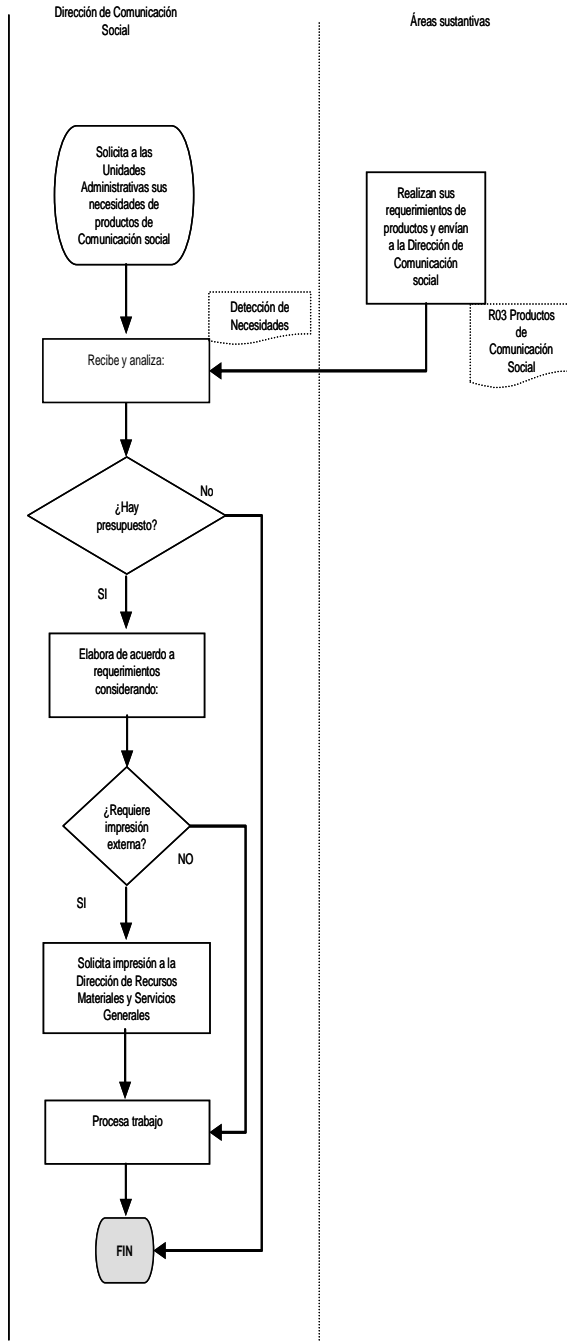 Dirección de Comunicación
Social
Áreas sustantivas
Solicita a las
Unidades
Administrativas sus
necesidades de
productos de
Comunicación social
Realizan sus
requerimientos de
productos y envían
a la Dirección de
Comunicación
social
Detección de
Necesidades
R03 Productos
de
Comunicación
Social
Recibe y analiza:
¿Hay
presupuesto?
No
SI
Elabora de acuerdo a
requerimientos
considerando:
¿Requiere
impresión
externa?
NO
SI
Solicita impresión a la
Dirección de Recursos
Materiales y Servicios
Generales
Procesa trabajo
FIN